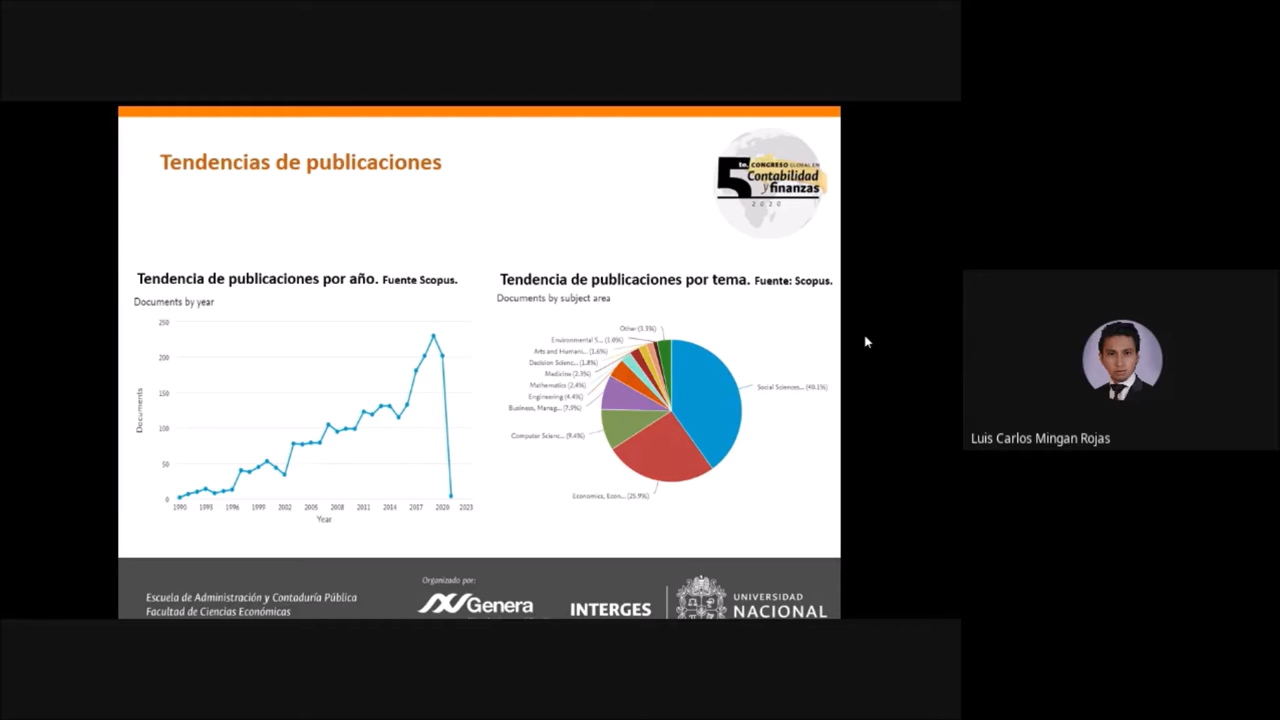 Tendencias de publicaciones
5to. CONGRESO GLOBAL EN
Contabilidad
y finanzas
2020
Tendencia de publicaciones por año. Fuente Scopus.
Documents by year
250
200
150
100
50
0
Documents
1990 1993 1996 1999 2002 2005 2008 2011 2014 2017 2020 2023
Year
Tendencia de publicaciones por tema. Fuente: Scopus.
Documents by subject area
Other (3.3%)
Environmental S... (1.0%)
Arts and Humani... (1.6%)
Decision Scienc... (1.8%)
Medicine (2.3%)
Mathematics (2.4%)
Engineering (4.4%)
Business, Manag... (7.9%)
Computer Scienc... (9.4%)
Economics, Econ... (25.9%)
Social Sciences... (40.1%)
Luis Carlos Mingan Rojas
Escuela de Administración y Contaduría Pública
Facultad de Ciencias Económicas
Organizado por:
Genera
INTERGES
UNIVERSIDAD
NACIONAL